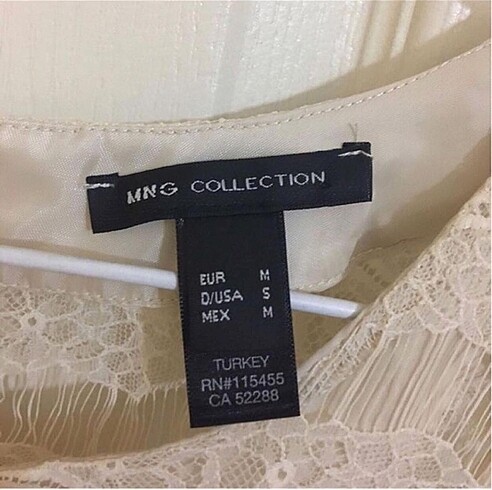 MNG COLLECTION
EUR M
D/USA S
MEX M
TURKEY
RN#115455
CA 52288